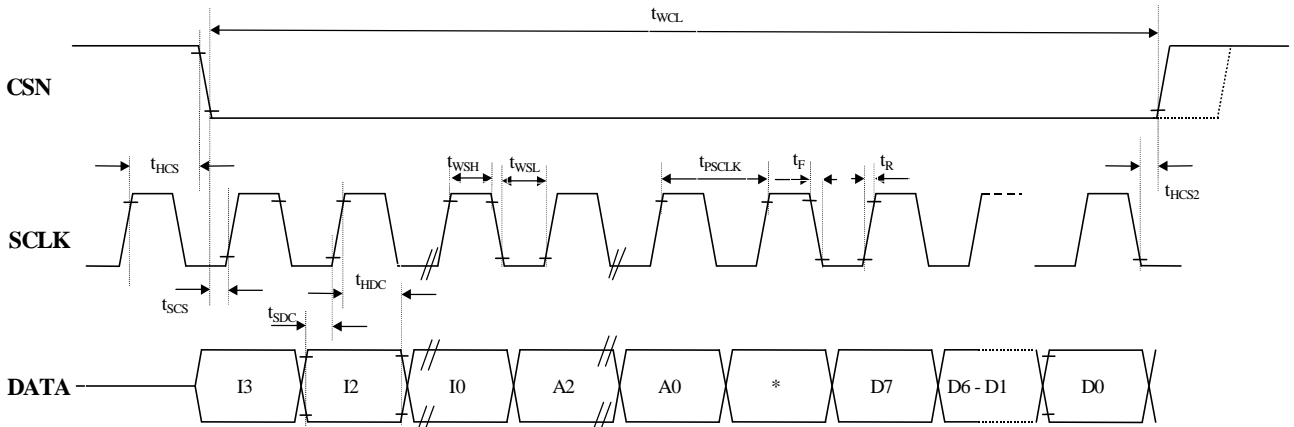 tWCL
CSN
tHCS
tWSH
tWSL
tPSCLK
tF
tR
tHCS2
SCLK
tSCS
tHDC
tSDC
DATA
I3
I2
I0
A2
A0
*
D7
D6 - D1
D0